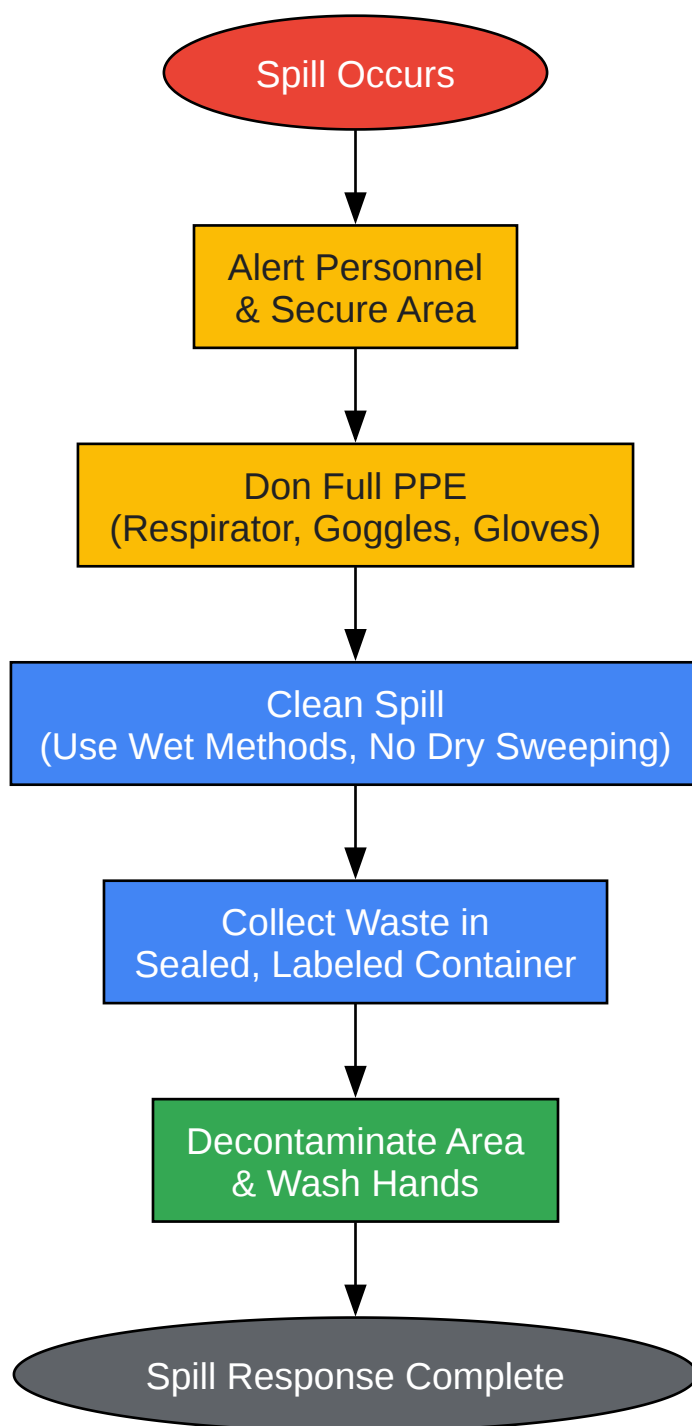 Spill Occurs
Alert Personnel
& Secure Area
Don Full PPE
(Respirator, Goggles, Gloves)
Clean Spill
(Use Wet Methods, No Dry Sweeping)
Collect Waste in
Sealed, Labeled Container
Decontaminate Area
& Wash Hands
Spill Response Complete